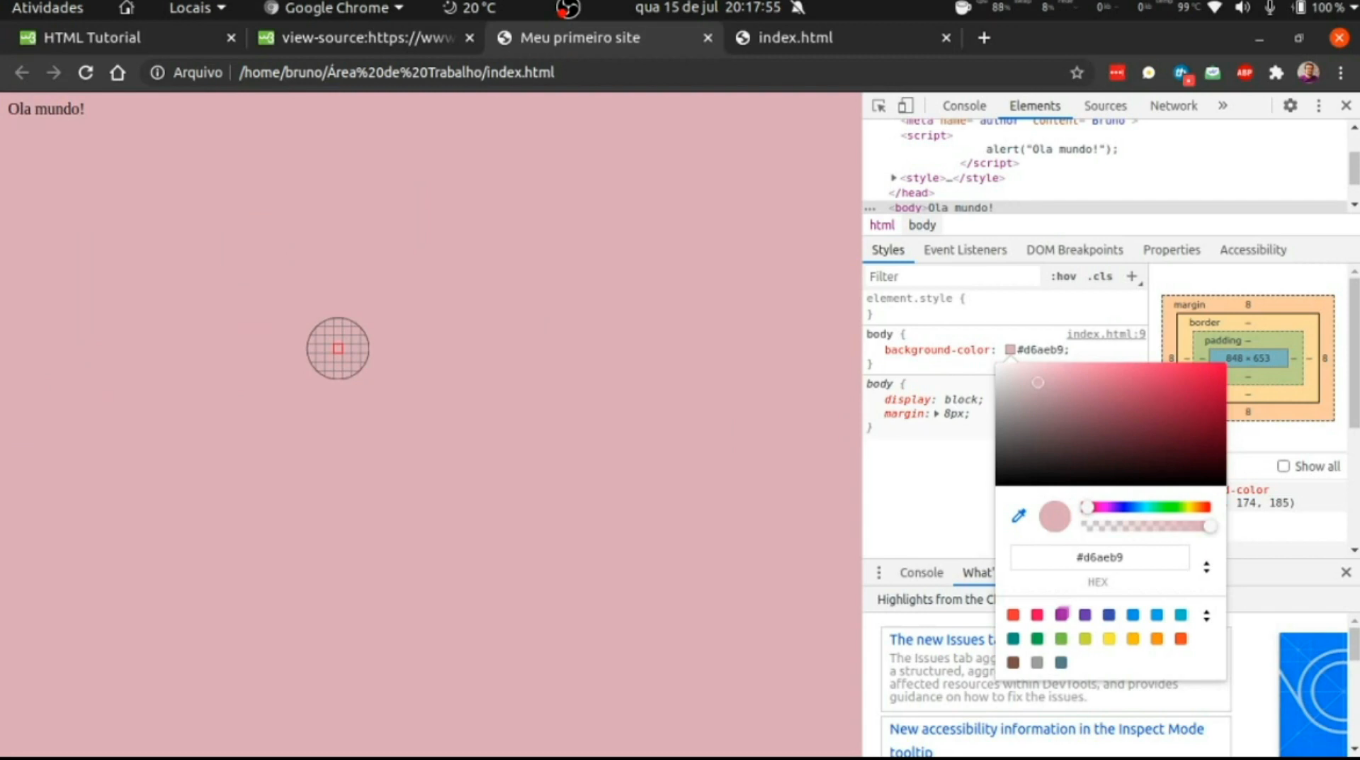 Atividades Locais Google Chrome 20 °C qua 15 de jul 20:17:55 88% 8% 0 0 99 °C 100 %
HTML Tutorial × view-source:https://www × Meu primeiro site × index.html × +
Arquivo /home/bruno/Área%20de%20Trabalho/index.html ABP
Ola mundo!
Console Elements Sources Network »
<meta name="author" content="Bruno">
<script>
alert("Ola mundo!");
</script>
<style>…</style>
</head>
<body>Ola mundo!
html body
Styles Event Listeners DOM Breakpoints Properties Accessibility
Filter :hov .cls +
element.style {
}
body { index.html:9
background-color: #d6aeb9;
}
body {
display: block;
margin: 8px;
}
margin 8
border –
padding –
8 – – 848 × 653 – – 8
–
–
8
Show all
d-color
174, 185)
#d6aeb9
HEX
Console What'
Highlights from the C
The new Issues t
The Issues tab agg
a structured, aggr
affected resources within DevTools, and provides
guidance on how to fix the issues.
New accessibility information in the Inspect Mode
tooltip